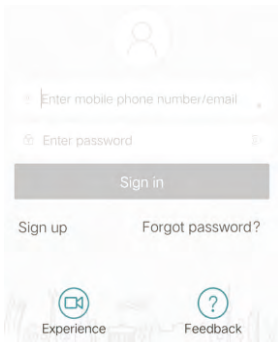 Enter mobile phone number/email
Enter password
Sign in
Sign up Forgot password?
Experience Feedback